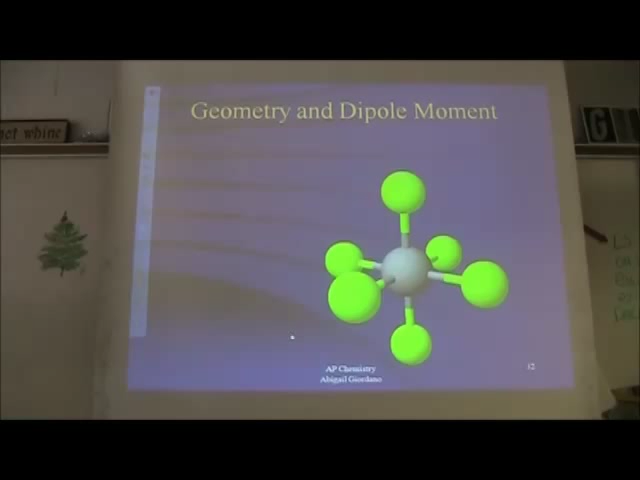 Geometry and Dipole Moment
whine
G
AP Chemistry
Abigail Giordano
12